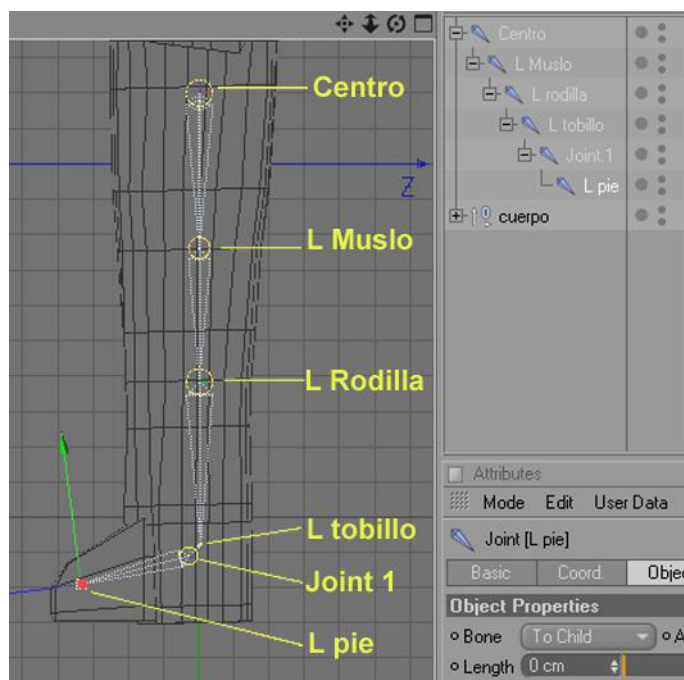 Centro
Z
L Muslo
L Rodilla
L tobillo
Joint 1
L pie
Centro
L Muslo
L rodilla
L tobillo
Joint.1
L pie
cuerpo
Attributes
Mode Edit User Data
Joint [L pie]
Basic Coord. Objec
Object Properties
Bone To Child A
Length 0 cm